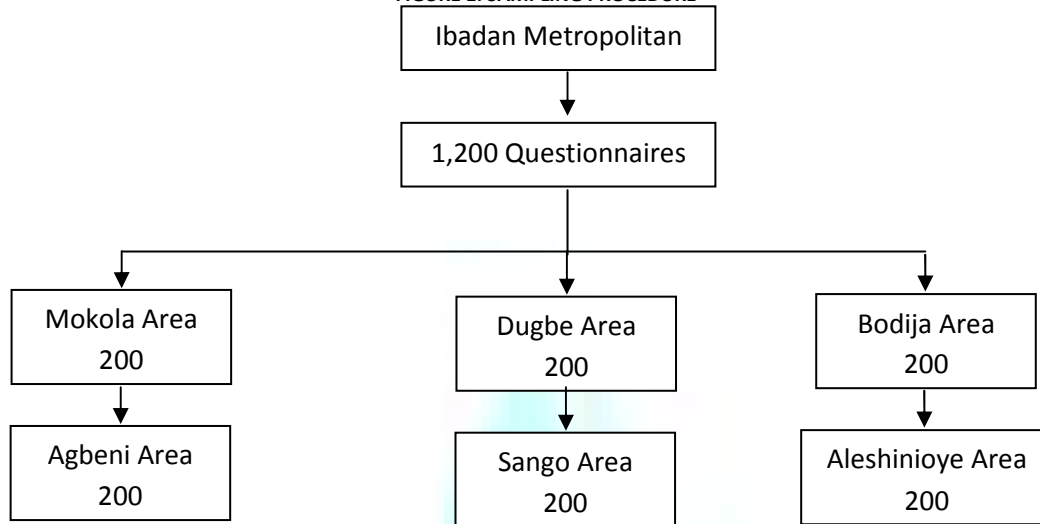 Ibadan Metropolitan
1,200 Questionnaires
Mokola Area
200
Dugbe Area
200
Bodija Area
200
Agbeni Area
200
Sango Area
200
Aleshinioye Area
200